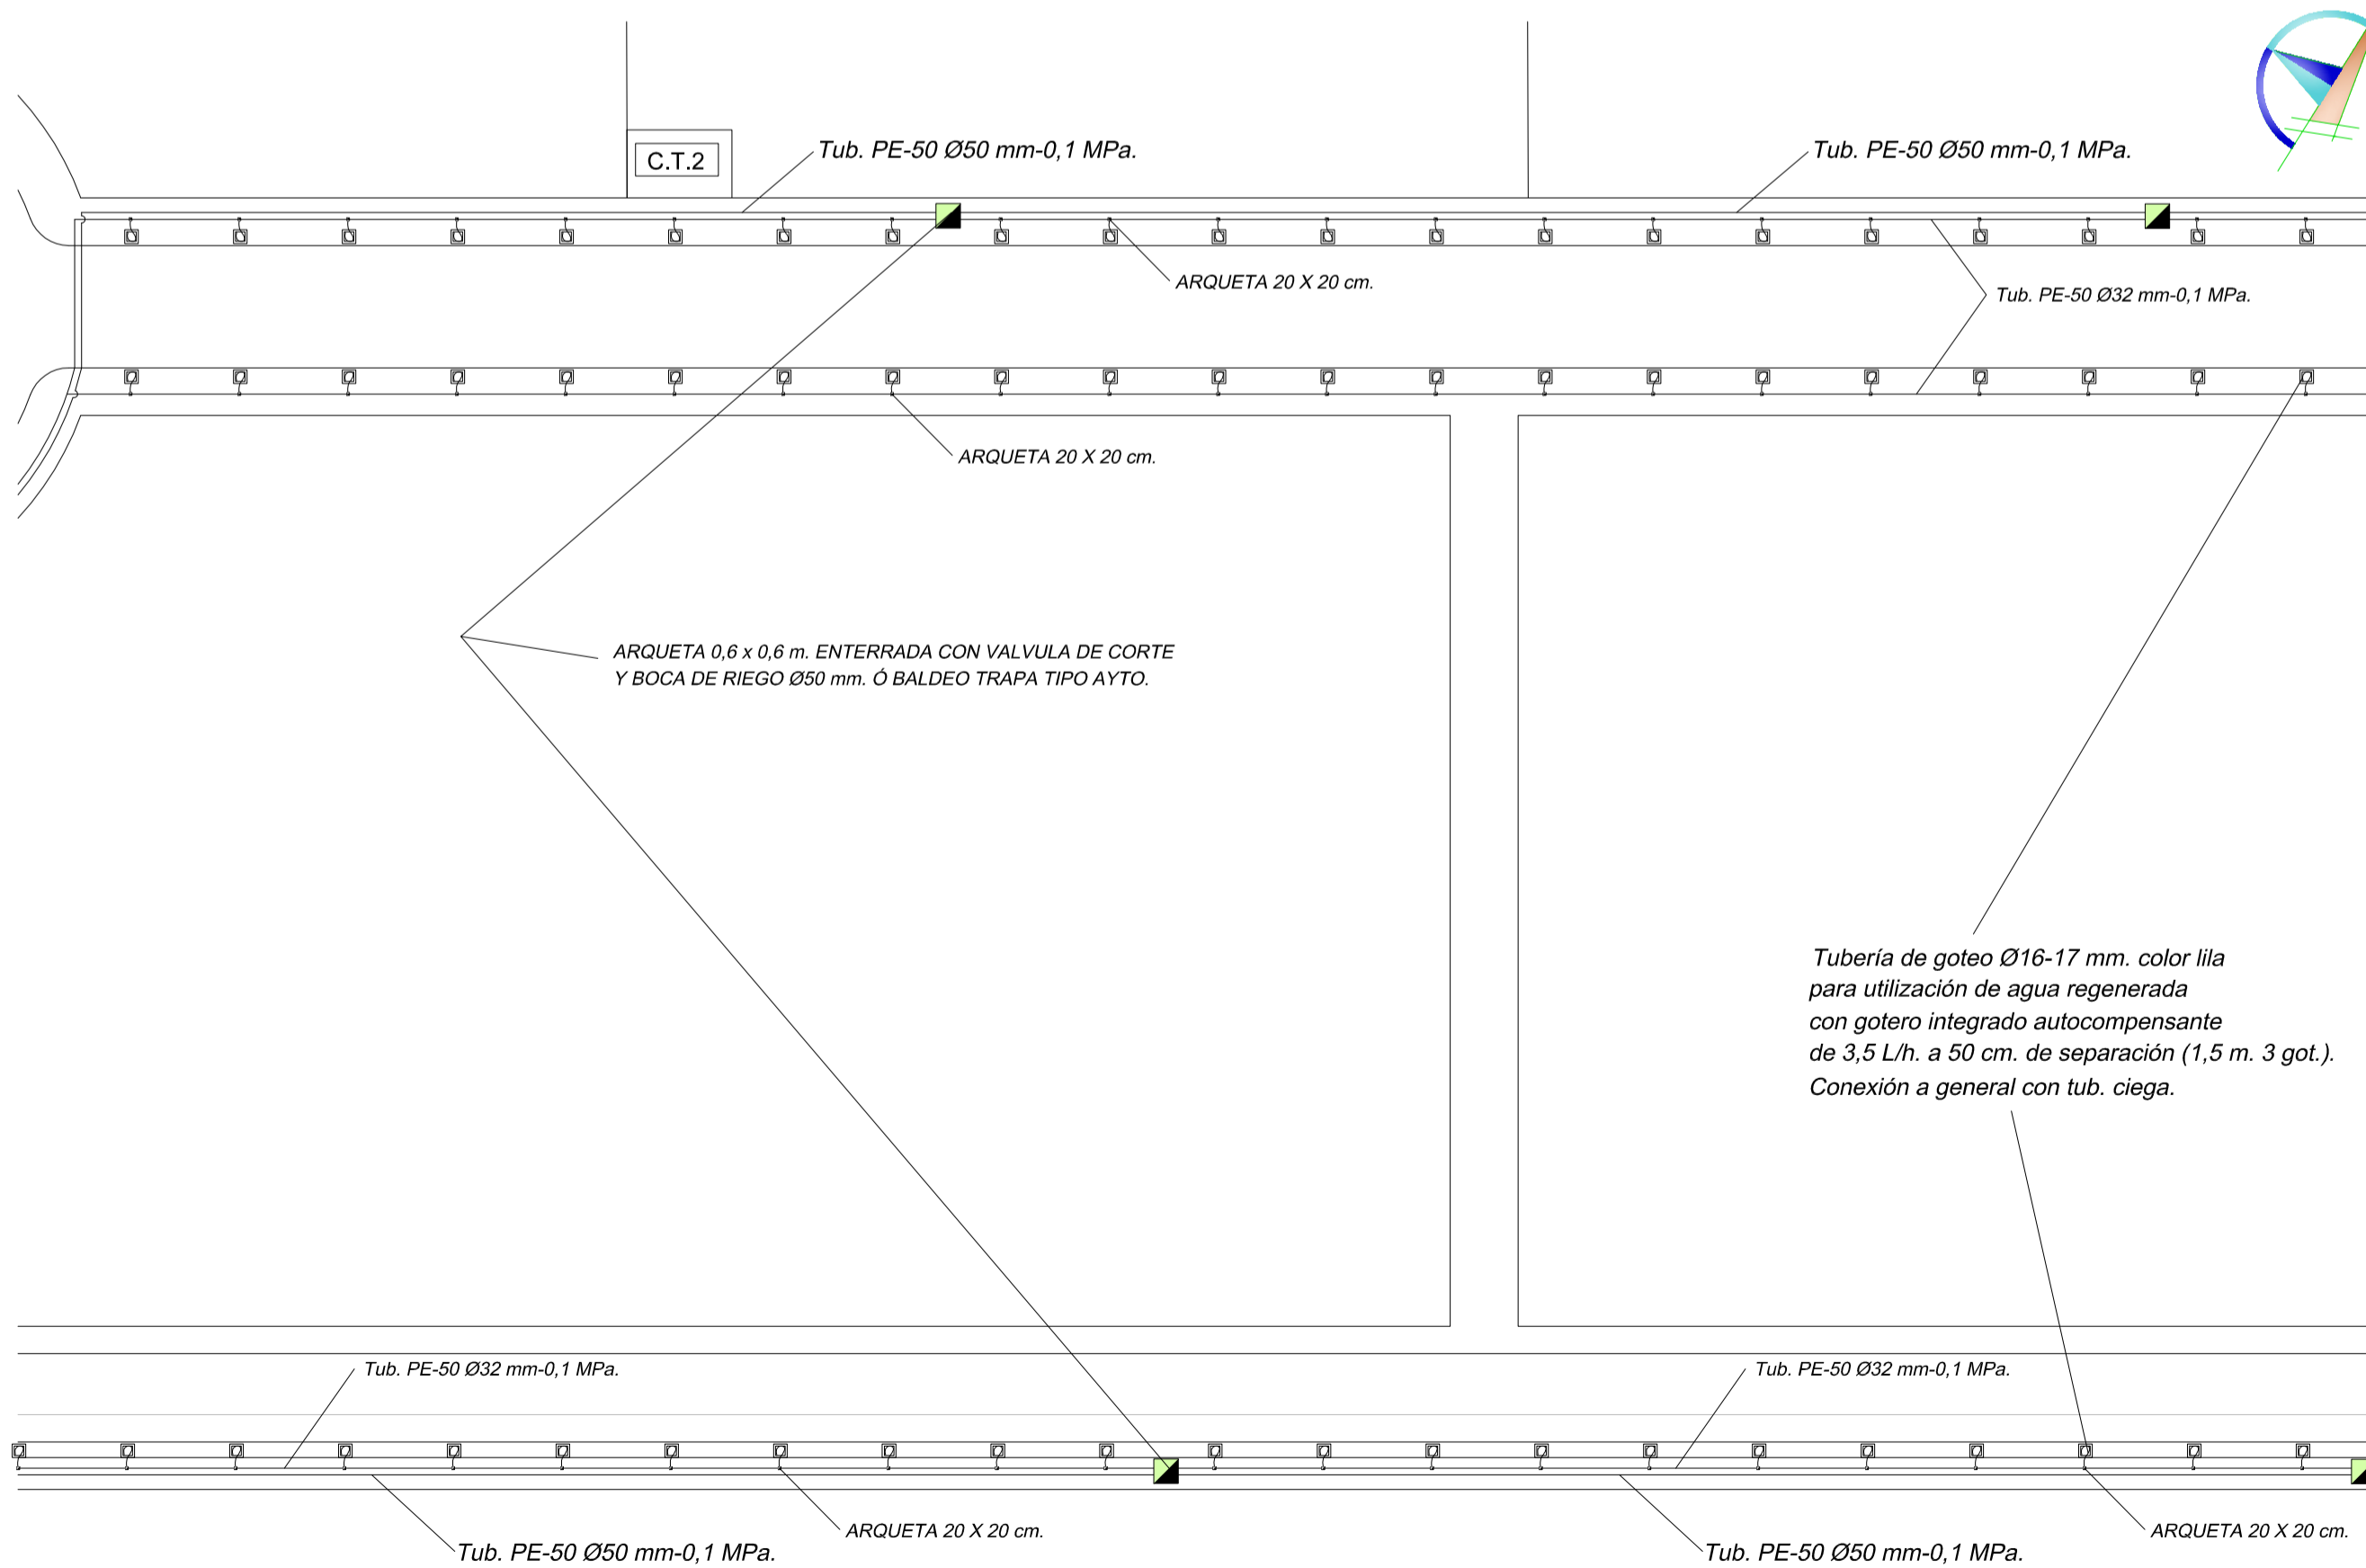 Tub. PE-50 Ø50 mm-0,1 MPa.
Tub. PE-50 Ø50 mm-0,1 MPa.
C.T.2
ARQUETA 20 X 20 cm.
Tub. PE-50 Ø32 mm-0,1 MPa.
ARQUETA 20 X 20 cm.
ARQUETA 0,6 x 0,6 m. ENTERRADA CON VALVULA DE CORTE
Y BOCA DE RIEGO Ø50 mm. Ó BALDEO TRAPA TIPO AYTO.
Tubería de goteo Ø16-17 mm. color lila
para utilización de agua regenerada
con gotero integrado autocompensante
de 3,5 L/h. a 50 cm. de separación (1,5 m. 3 got.).
Conexión a general con tub. ciega.
Tub. PE-50 Ø32 mm-0,1 MPa.
Tub. PE-50 Ø32 mm-0,1 MPa.
ARQUETA 20 X 20 cm.
ARQUETA 20 X 20 cm.
Tub. PE-50 Ø50 mm-0,1 MPa.
Tub. PE-50 Ø50 mm-0,1 MPa.